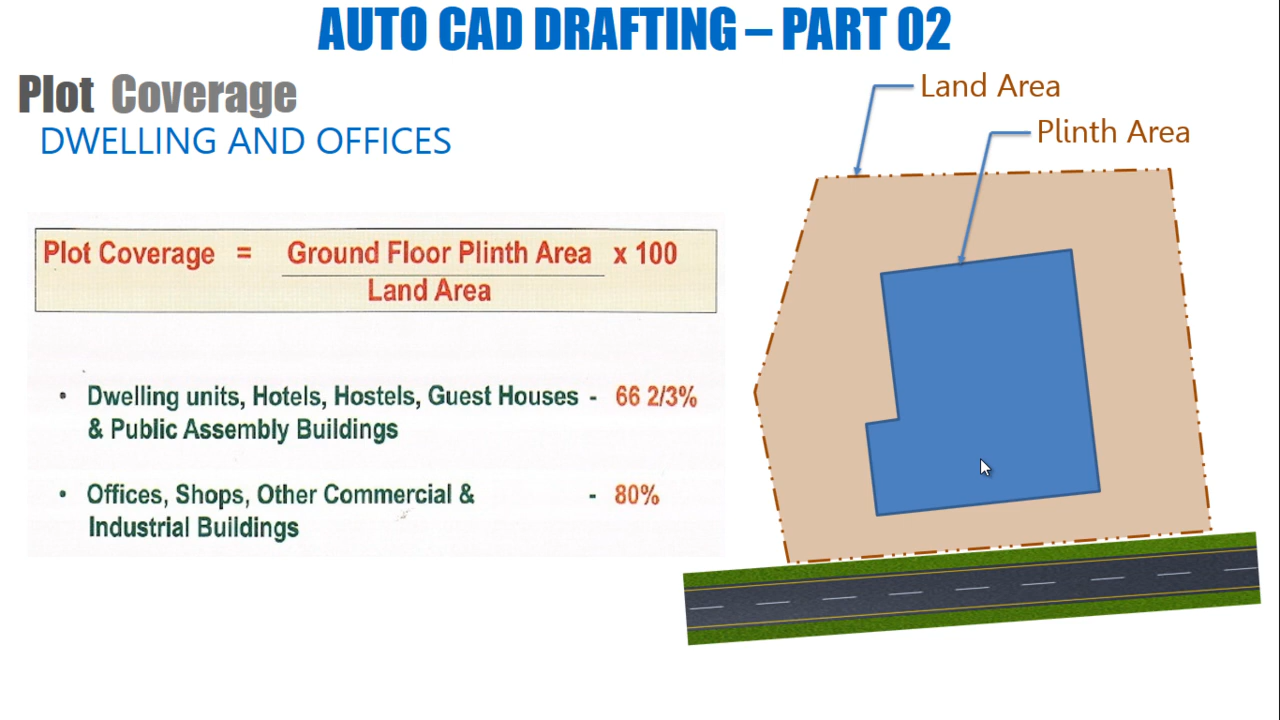 AUTO CAD DRAFTING – PART 02
Plot Coverage
DWELLING AND OFFICES
Land Area
Plinth Area
Plot Coverage = Ground Floor Plinth Area x 100
Land Area
• Dwelling units, Hotels, Hostels, Guest Houses - 66 2/3%
& Public Assembly Buildings
• Offices, Shops, Other Commercial & - 80%
Industrial Buildings